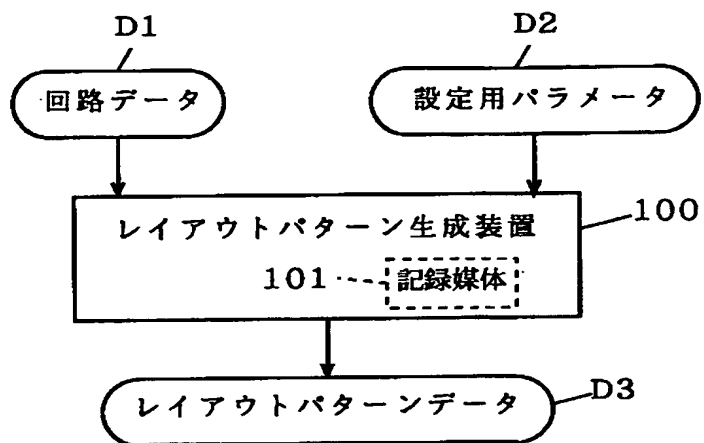 D1
D2
回路データ
設定用パラメータ
レイアウトパターン生成装置
100
101
記録媒体
レイアウトパターンデータ
D3